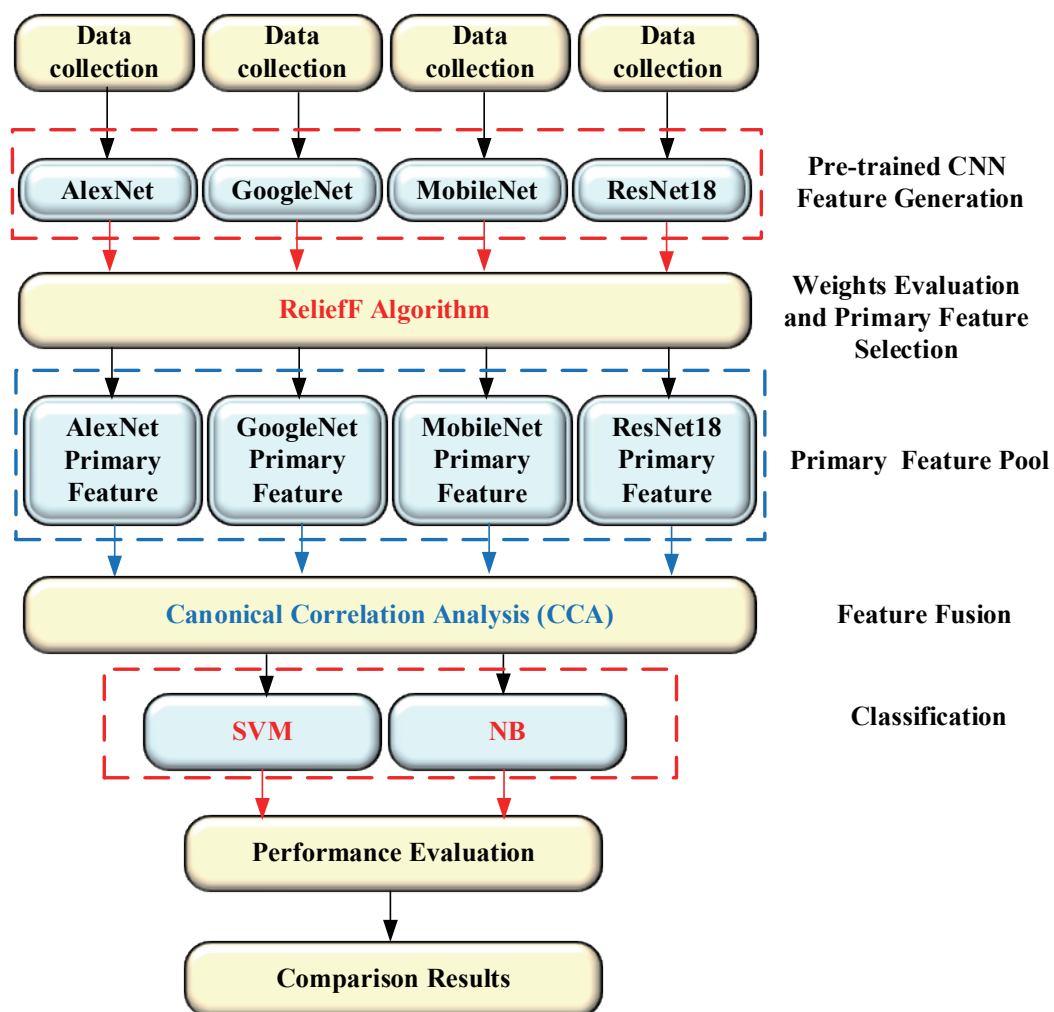 Data
collection
Data
collection
Data
collection
Data
collection
AlexNet
GoogleNet
MobileNet
ResNet18
Pre-trained CNN
Feature Generation
ReliefF Algorithm
Weights Evaluation
and Primary Feature
Selection
AlexNet
Primary
Feature
GoogleNet
Primary
Feature
MobileNet
Primary
Feature
ResNet18
Primary
Feature
Primary Feature Pool
Canonical Correlation Analysis (CCA)
Feature Fusion
SVM
NB
Classification
Performance Evaluation
Comparison Results